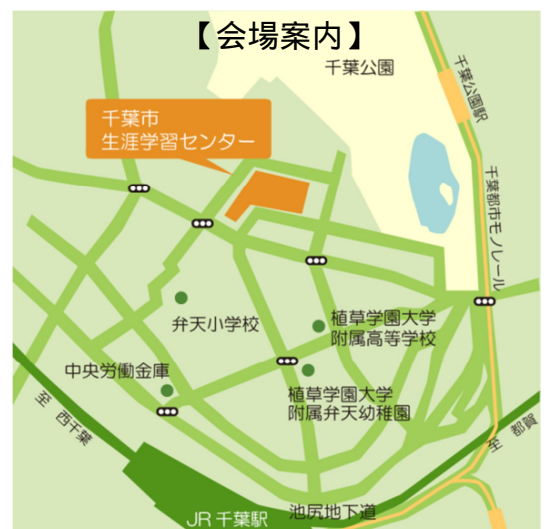 【会場案内】
千葉公園
千葉公園駅
千葉市
生涯学習センター
千葉都市モノレール
弁天小学校
植草学園大学
附属高等学校
中央労働金庫
植草学園大学
附属弁天幼稚園
至 西千葉
至 都賀
池尻地下道
JR 千葉駅